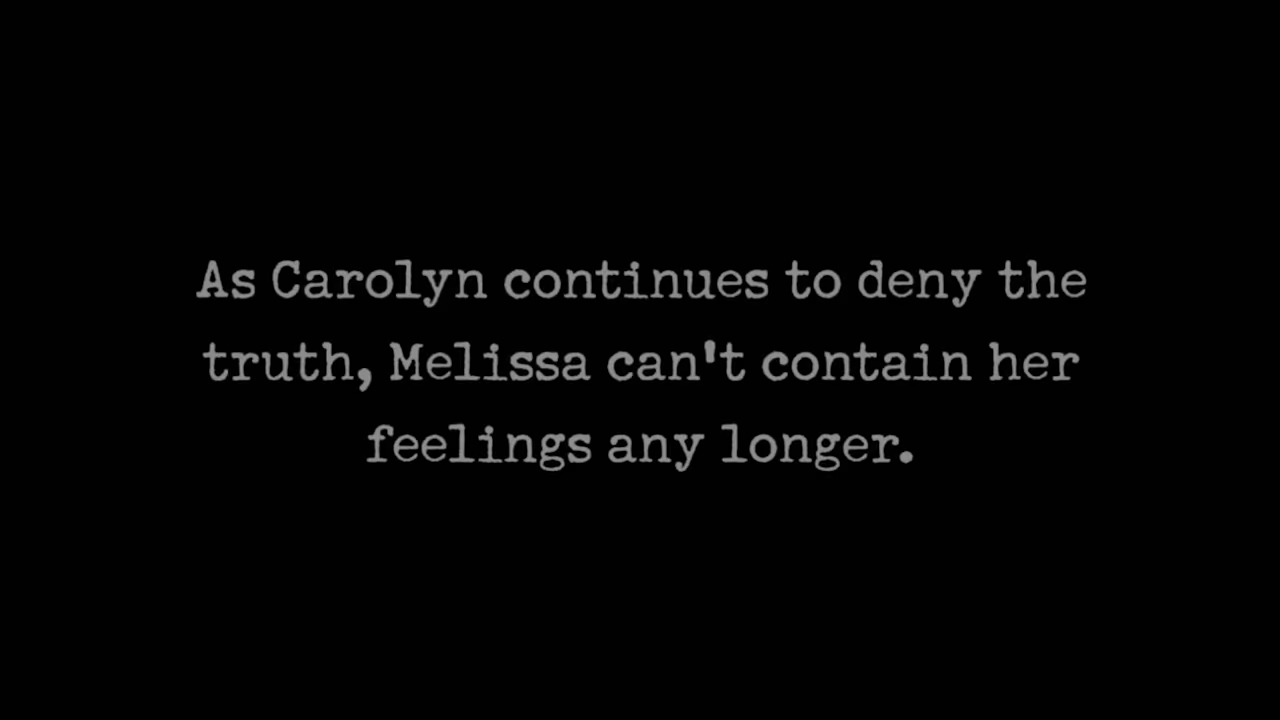 As Carolyn continues to deny the
truth, Melissa can't contain her
feelings any longer.